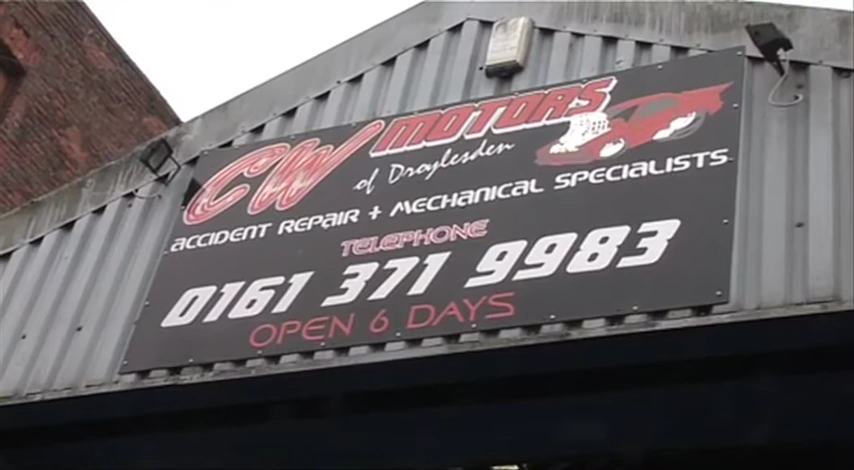 CW MOTORS
of Droylesden
ACCIDENT REPAIR + MECHANICAL SPECIALISTS
TELEPHONE
0161 371 9983
OPEN 6 DAYS